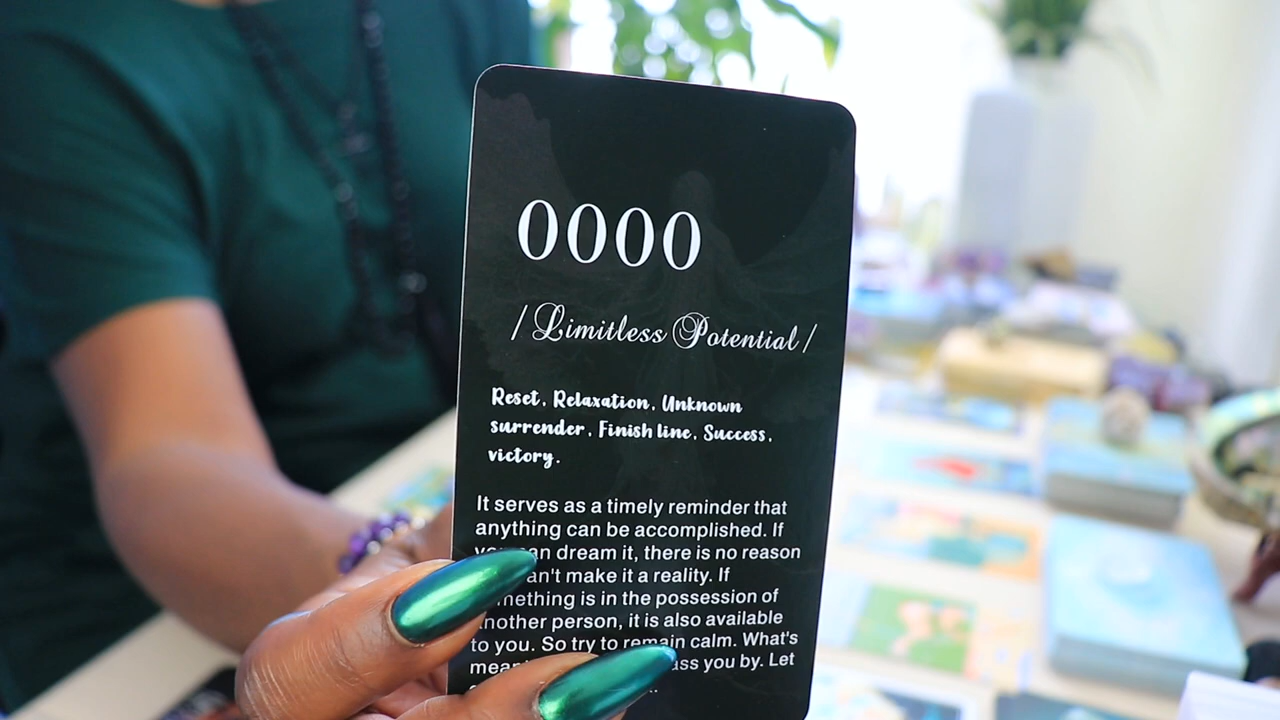 0000
/Limitless Potential/
Reset, Relaxation, Unknown
surrender, Finish line, Success,
victory.
It serves as a timely reminder that
anything can be accomplished. If
dream it, there is no reason
make it a reality. If
is in the possession of
person, it is also available
to you. So try to remain calm. What's
you by. Let